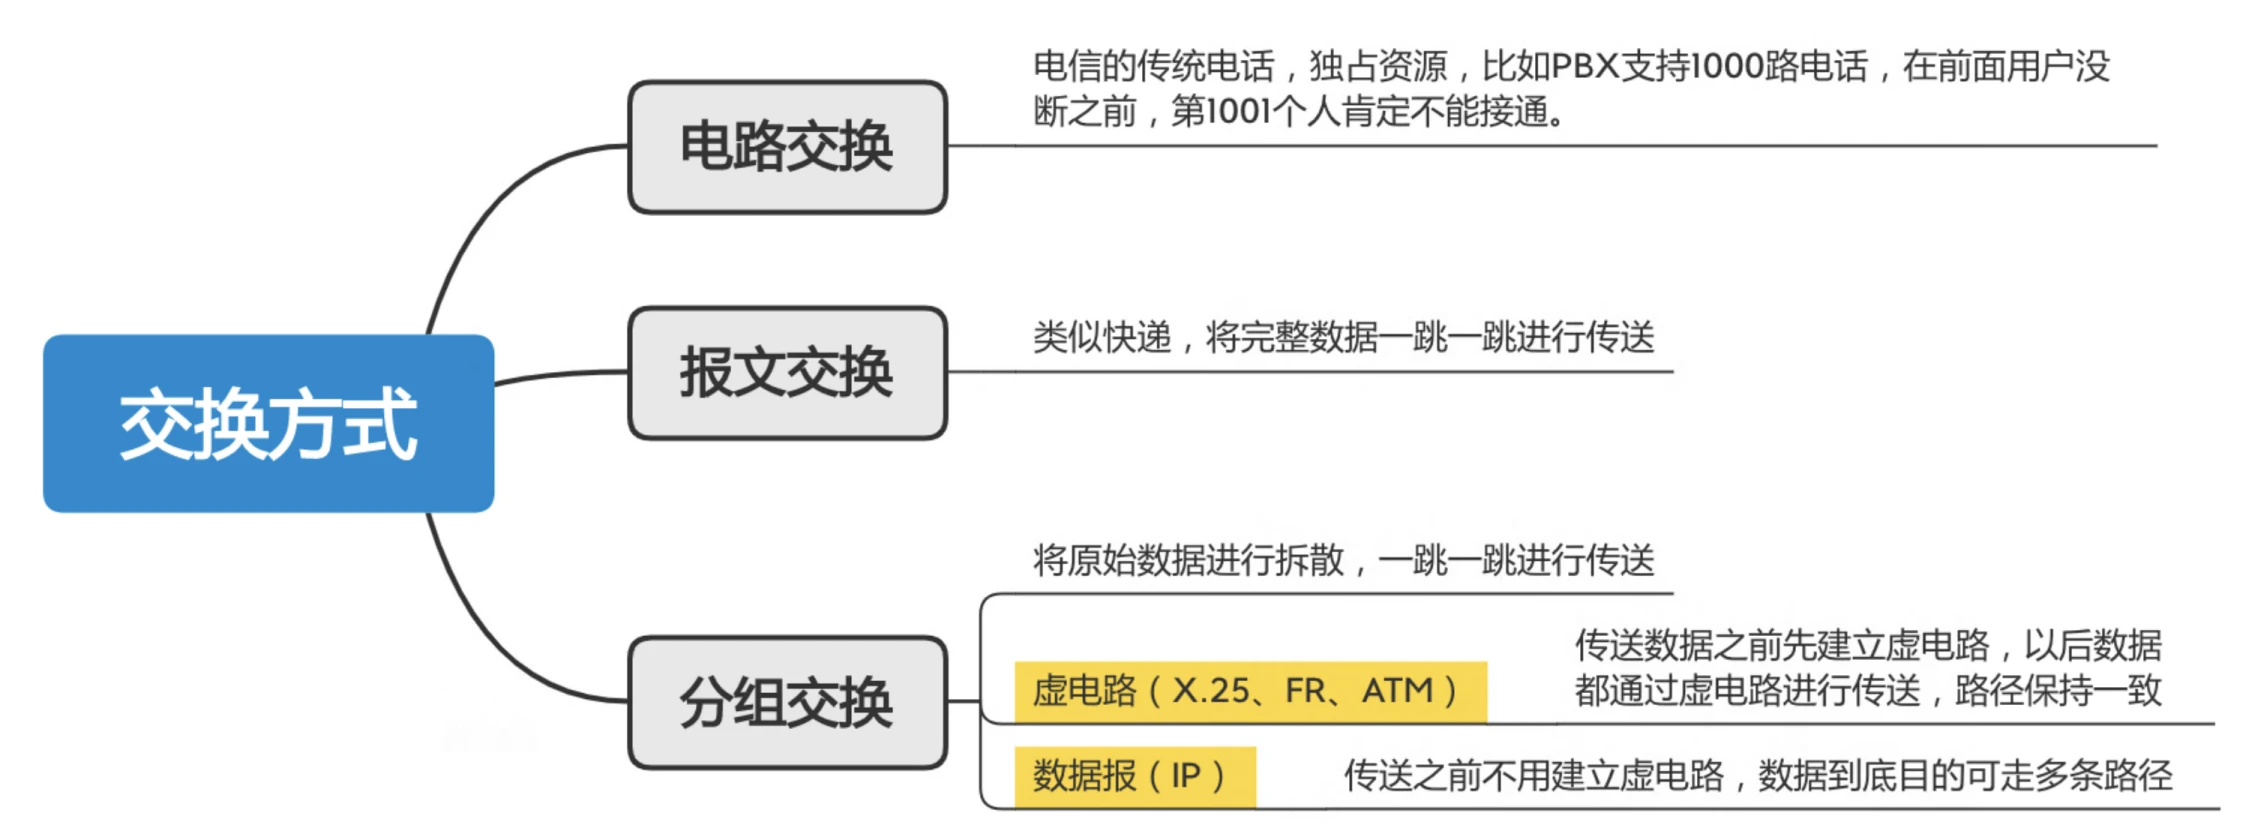 电信的传统电话，独占资源，比如PBX支持1000路电话，在前面用户没
断之前，第1001个人肯定不能接通。
电路交换
类似快递，将完整数据一跳一跳进行传送
报文交换
交换方式
将原始数据进行拆散，一跳一跳进行传送
分组交换
传送数据之前先建立虚电路，以后数据
虚电路（X.25、FR、ATM）
都通过虚电路进行传送，路径保持一致
数据报（IP） 传送之前不用建立虚电路，数据到底目的可走多条路径